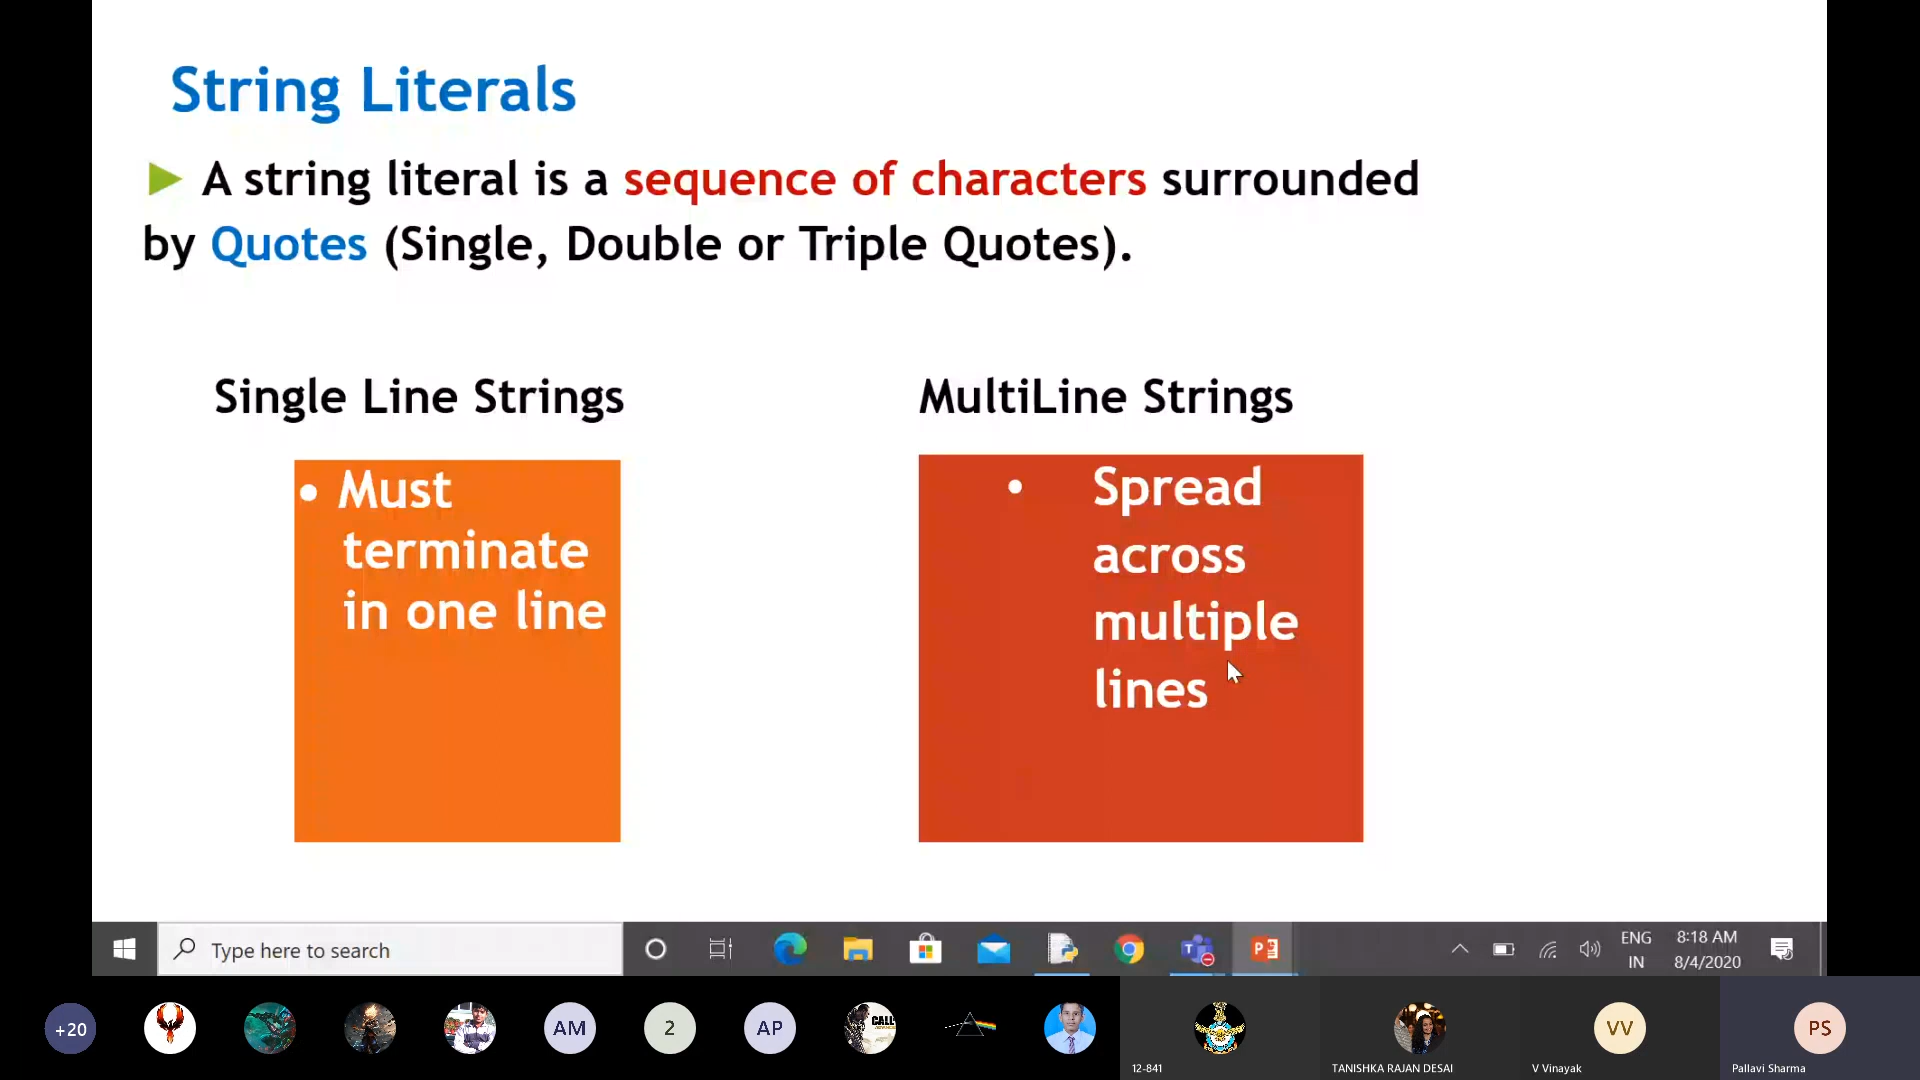 String Literals
► A string literal is a sequence of characters surrounded
by Quotes (Single, Double or Triple Quotes).
Single Line Strings
MultiLine Strings
• Must
terminate
in one line
• Spread
across
multiple
lines
Type here to search
ENG
IN
8:18 AM
8/4/2020
+20
AM
2
AP
CALL
VV
PS
12-841
TANISHKA RAJAN DESAI
V Vinayak
Pallavi Sharma